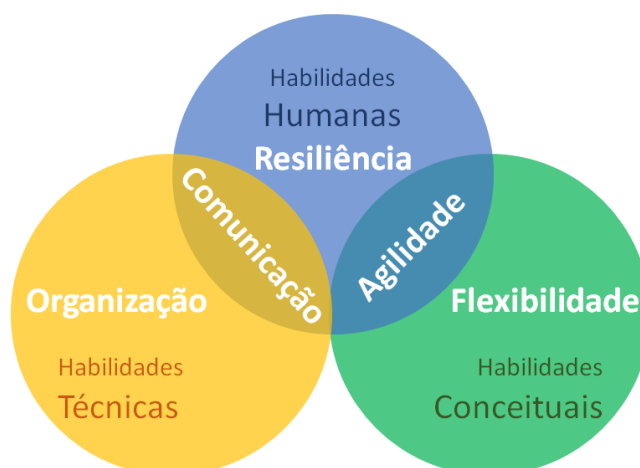 Habilidades
Humanas
Resiliência
Comunicação
Agilidade
Organização
Flexibilidade
Habilidades
Técnicas
Habilidades
Conceituais